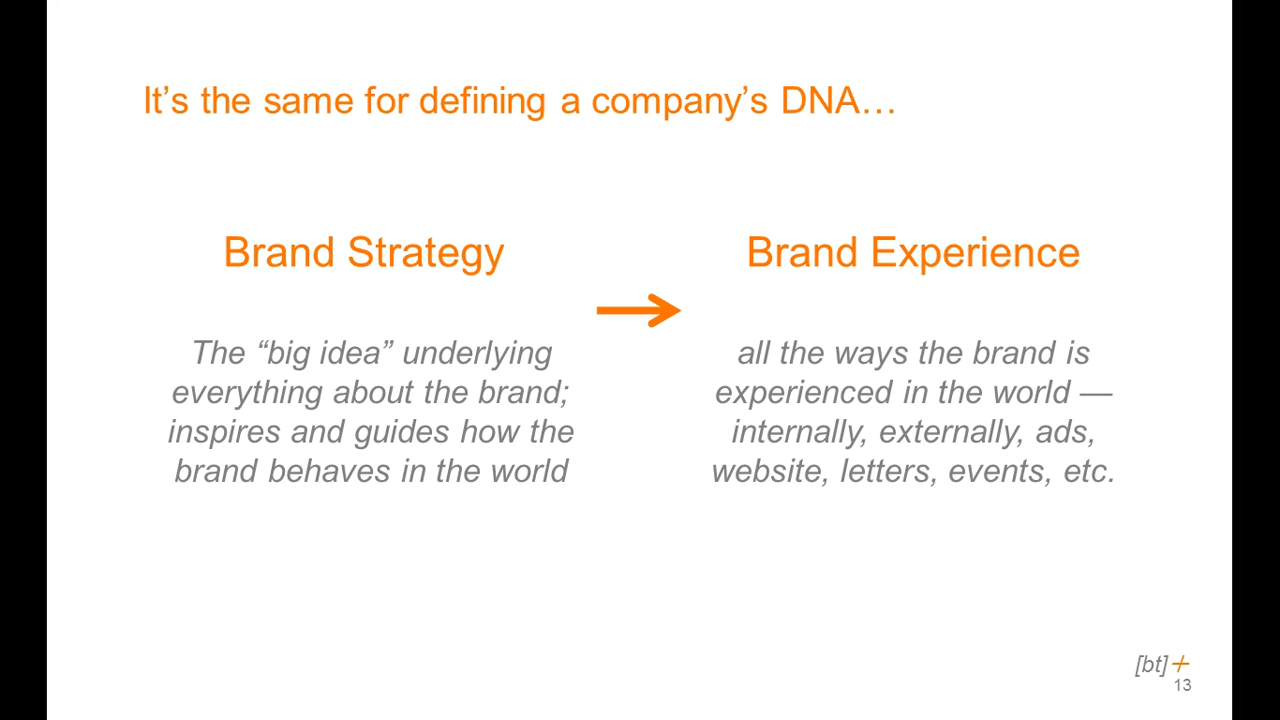 It’s the same for defining a company’s DNA…
Brand Strategy
The “big idea” underlying
everything about the brand;
inspires and guides how the
brand behaves in the world
Brand Experience
all the ways the brand is
experienced in the world —
internally, externally, ads,
website, letters, events, etc.
[bt]+
13